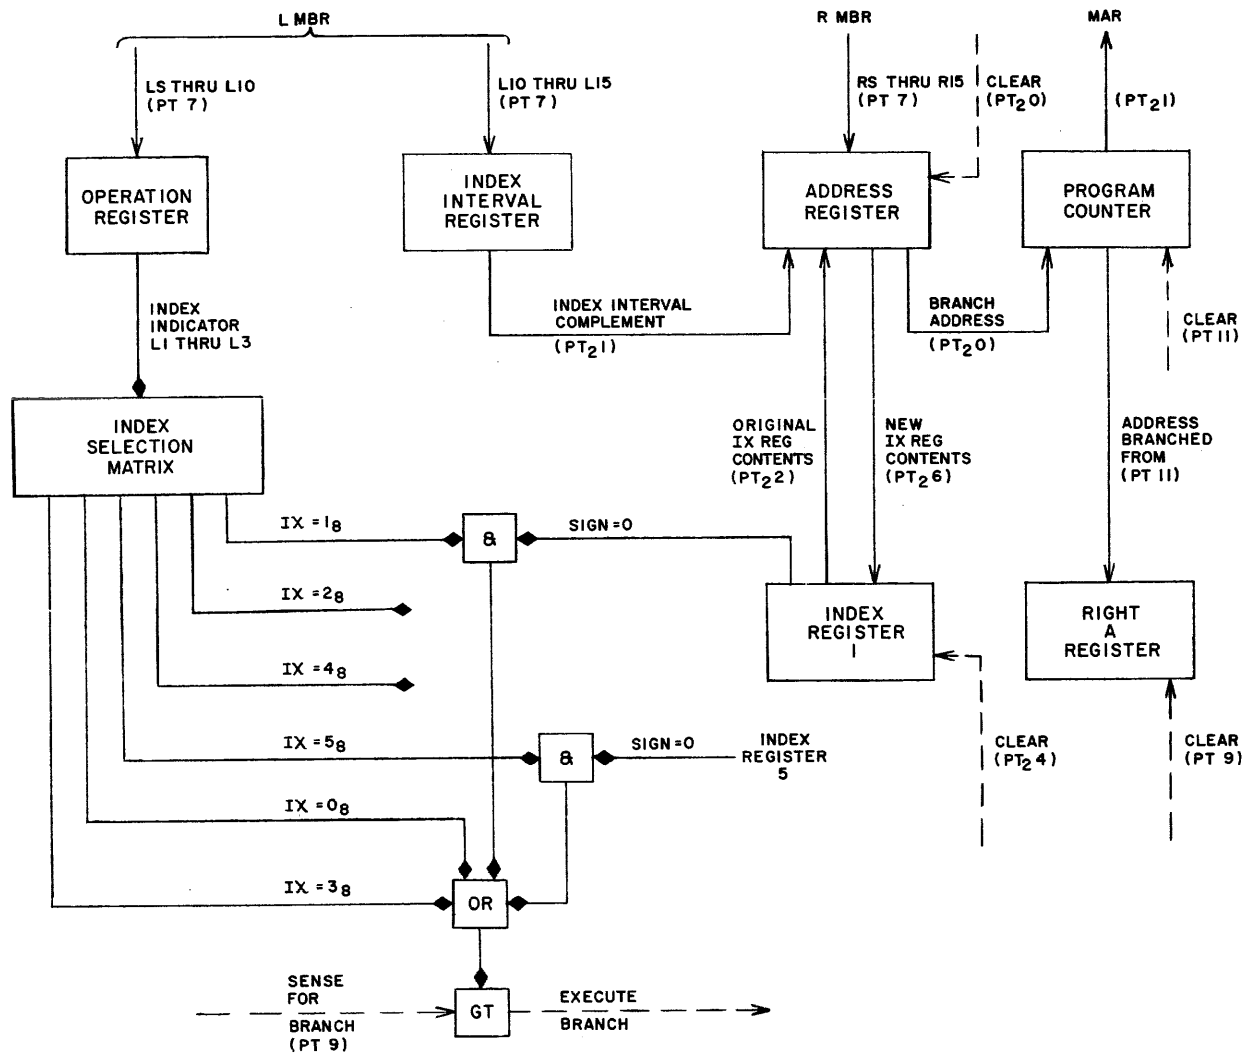 L MBR
R MBR
MAR
LS THRU L10
(PT 7)
L10 THRU L15
(PT 7)
RS THRU R15
(PT 7)
CLEAR
(PT20)
(PT21)
OPERATION
REGISTER
INDEX
INTERVAL
REGISTER
ADDRESS
REGISTER
PROGRAM
COUNTER
INDEX
INDICATOR
L1 THRU L3
INDEX INTERVAL
COMPLEMENT
(PT21)
BRANCH
ADDRESS
(PT20)
CLEAR
(PT 11)
INDEX
SELECTION
MATRIX
ORIGINAL
IX REG
CONTENTS
(PT22)
NEW
IX REG
CONTENTS
(PT26)
ADDRESS
BRANCHED
FROM
(PT 11)
IX = 18
&
SIGN=0
IX = 28
INDEX
REGISTER
1
RIGHT
A
REGISTER
IX = 48
IX = 58
&
SIGN=0
INDEX
REGISTER
5
CLEAR
(PT24)
CLEAR
(PT 9)
IX = 08
IX = 38
OR
SENSE
FOR
BRANCH
(PT 9)
GT
EXECUTE
BRANCH